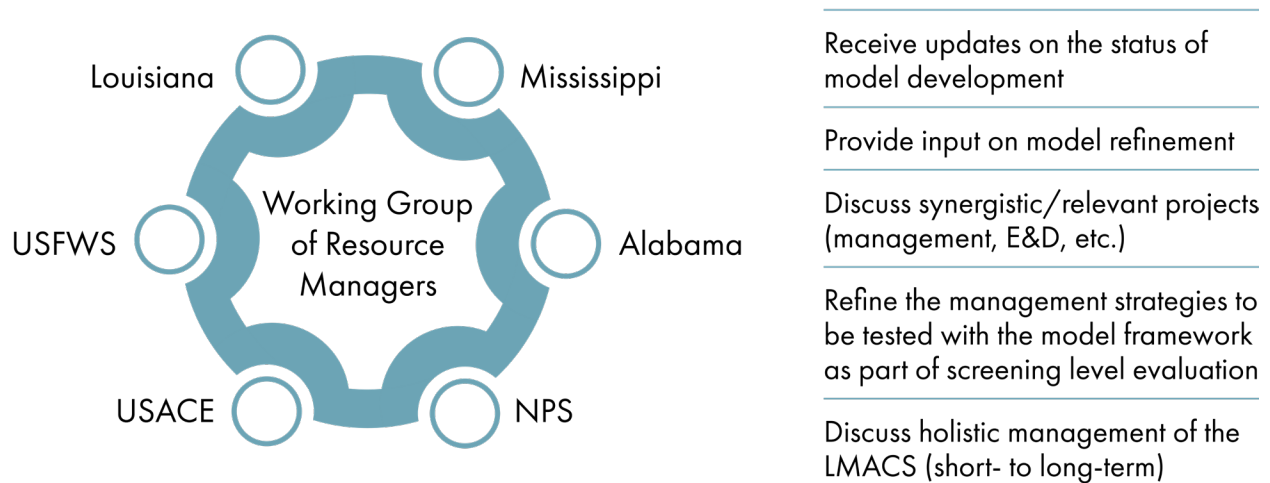 Louisiana
Mississippi
USFWS
Working Group
of Resource
Managers
Alabama
USACE
NPS
Receive updates on the status of
model development
Provide input on model refinement
Discuss synergistic/relevant projects
(management, E&D, etc.)
Refine the management strategies to
be tested with the model framework
as part of screening level evaluation
Discuss holistic management of the
LMACS (short- to long-term)